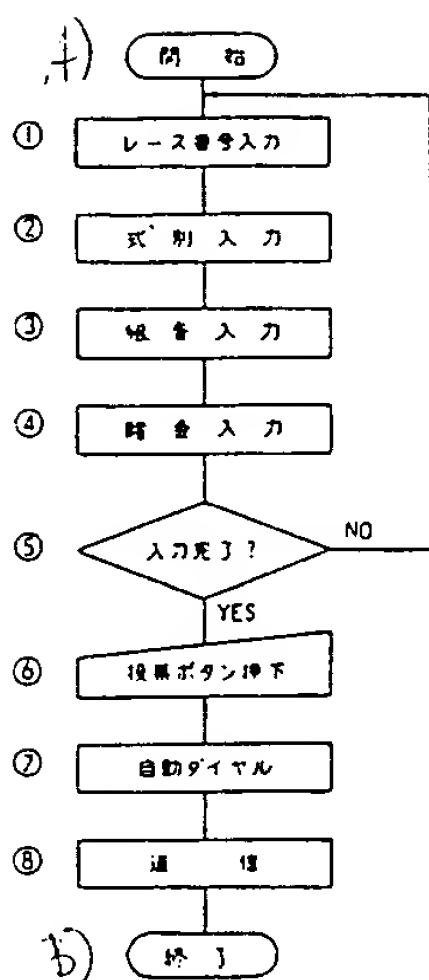 開始
① レース番号入力
② 式別入力
③ 組番入力
④ 賭金入力
⑤ 入力完了?
NO
YES
⑥ 投票ボタン押下
⑦ 自動ダイヤル
⑧ 通信
終了